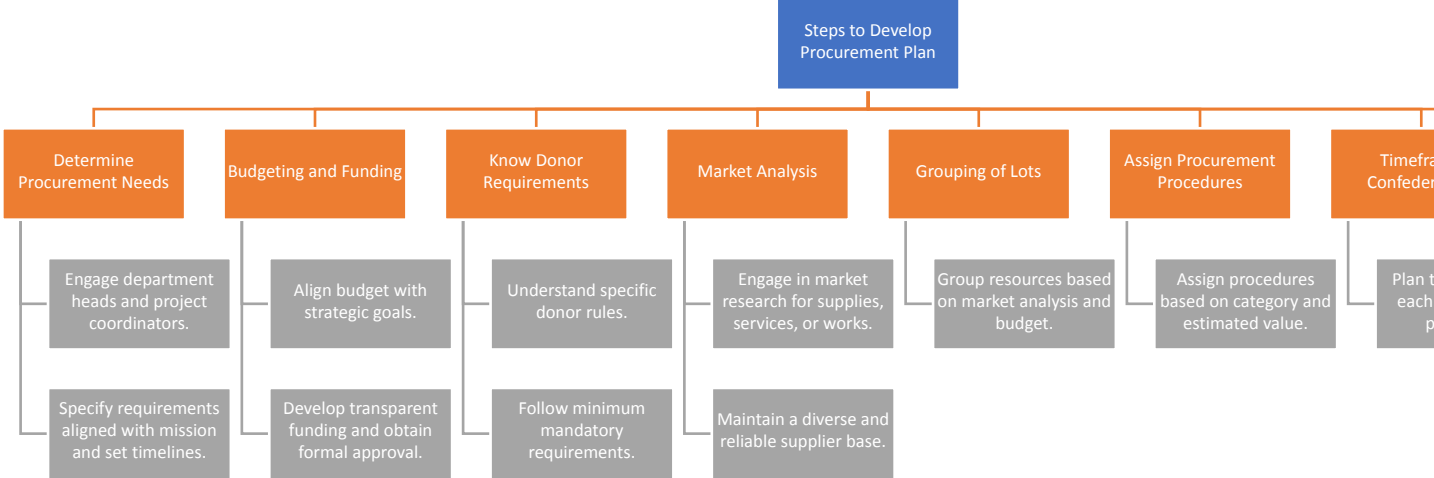 Steps to Develop
Procurement Plan
Determine
Procurement Needs
Budgeting and Funding
Know Donor
Requirements
Market Analysis
Grouping of Lots
Assign Procurement
Procedures
Engage department
heads and project
coordinators.
Align budget with
strategic goals.
Understand specific
donor rules.
Engage in market
research for supplies,
services, or works.
Group resources based
on market analysis and
budget.
Assign procedures
based on category and
estimated value.
Plan
each
Specify requirements
aligned with mission
and set timelines.
Develop transparent
funding and obtain
formal approval.
Follow minimum
mandatory
requirements.
Maintain a diverse and
reliable supplier base.